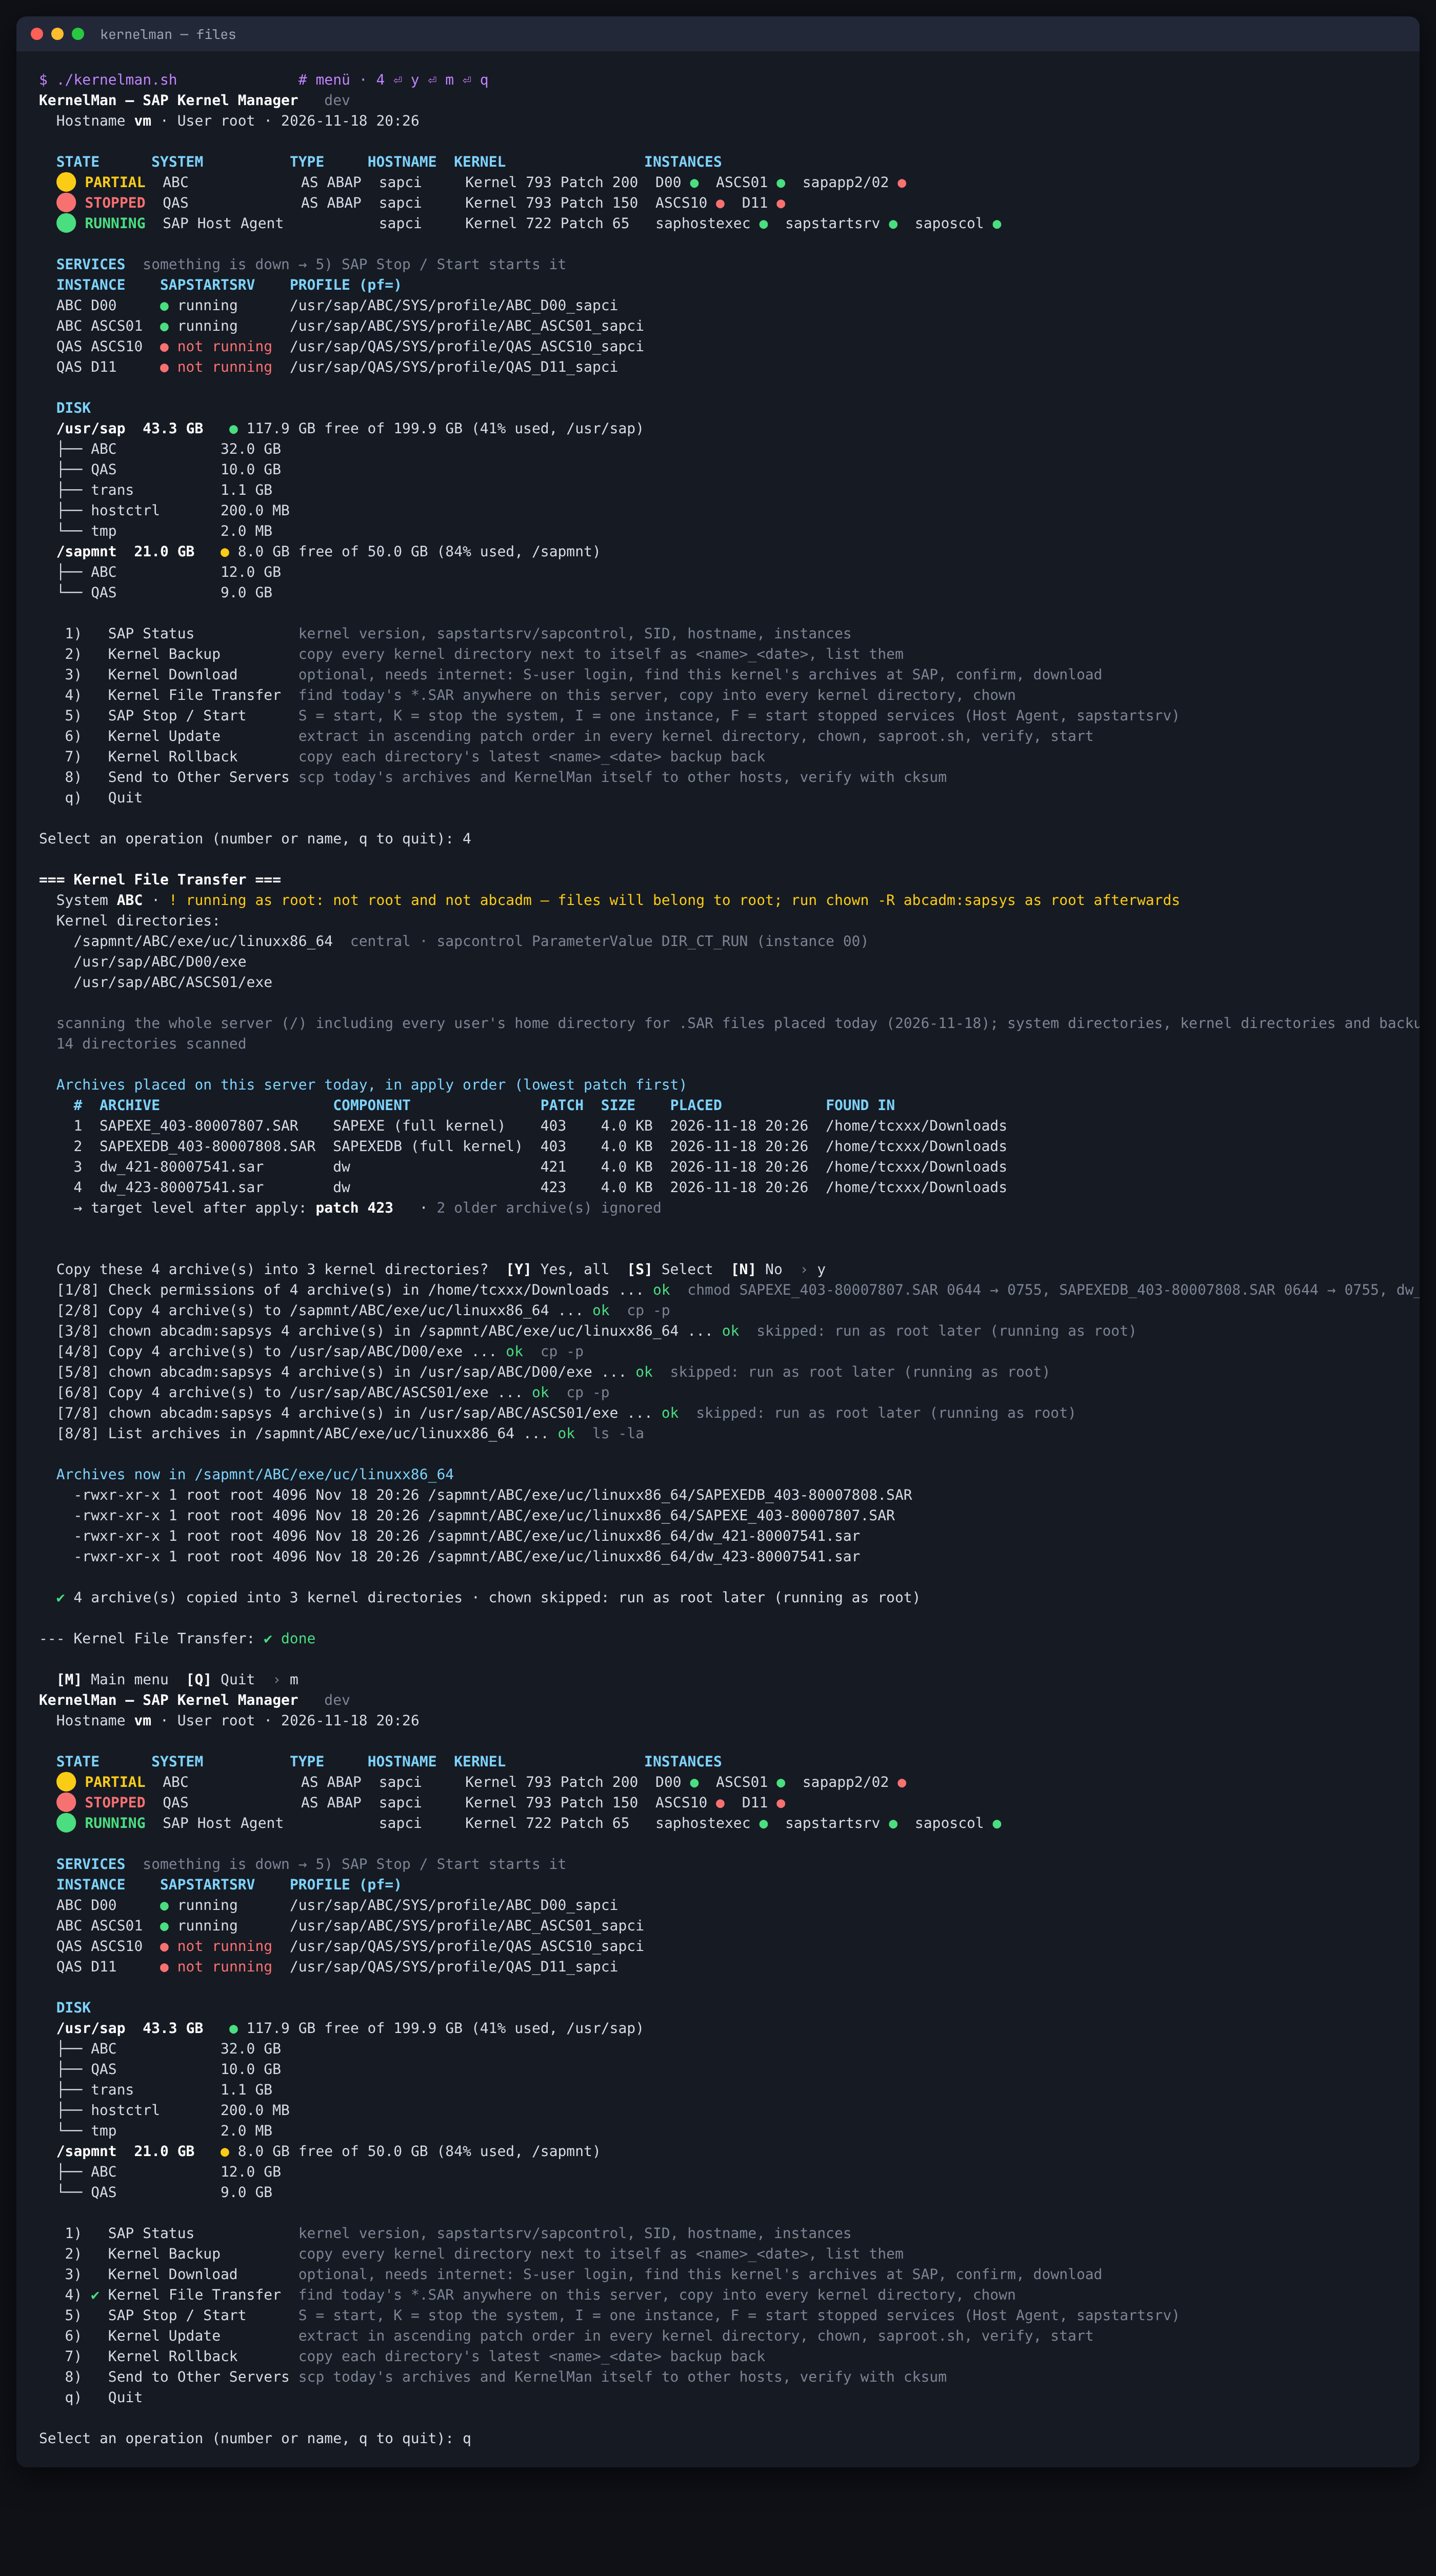 kernelman — files
$ ./kernelman.sh              # menü · 4 ⏎ y ⏎ m ⏎ q
KernelMan — SAP Kernel Manager   dev
  Hostname vm · User root · 2026-11-18 20:26
  STATE      SYSTEM          TYPE     HOSTNAME  KERNEL                INSTANCES
  PARTIAL  ABC             AS ABAP  sapci     Kernel 793 Patch 200  D00 ●  ASCS01 ●  sapapp2/02 ●
  STOPPED  QAS             AS ABAP  sapci     Kernel 793 Patch 150  ASCS10 ●  D11 ●
  RUNNING  SAP Host Agent           sapci     Kernel 722 Patch 65   saphostexec ●  sapstartsrv ●  saposcol ●
  SERVICES  something is down → 5) SAP Stop / Start starts it
  INSTANCE    SAPSTARTSRV    PROFILE (pf=)
  ABC D00     ● running      /usr/sap/ABC/SYS/profile/ABC_D00_sapci
  ABC ASCS01  ● running      /usr/sap/ABC/SYS/profile/ABC_ASCS01_sapci
  QAS ASCS10  ● not running  /usr/sap/QAS/SYS/profile/QAS_ASCS10_sapci
  QAS D11     ● not running  /usr/sap/QAS/SYS/profile/QAS_D11_sapci
  DISK
  /usr/sap  43.3 GB   ● 117.9 GB free of 199.9 GB (41% used, /usr/sap)
  ├── ABC            32.0 GB
  ├── QAS            10.0 GB
  ├── trans          1.1 GB
  ├── hostctrl       200.0 MB
  └── tmp            2.0 MB
  /sapmnt  21.0 GB   ● 8.0 GB free of 50.0 GB (84% used, /sapmnt)
  ├── ABC            12.0 GB
  └── QAS            9.0 GB
   1)   SAP Status            kernel version, sapstartsrv/sapcontrol, SID, hostname, instances
   2)   Kernel Backup         copy every kernel directory next to itself as <name>_<date>, list them
   3)   Kernel Download       optional, needs internet: S-user login, find this kernel's archives at SAP, confirm, download
   4)   Kernel File Transfer  find today's *.SAR anywhere on this server, copy into every kernel directory, chown
   5)   SAP Stop / Start      S = start, K = stop the system, I = one instance, F = start stopped services (Host Agent, sapstartsrv)
   6)   Kernel Update         extract in ascending patch order in every kernel directory, chown, saproot.sh, verify, start
   7)   Kernel Rollback       copy each directory's latest <name>_<date> backup back
   8)   Send to Other Servers scp today's archives and KernelMan itself to other hosts, verify with cksum
   q)   Quit
Select an operation (number or name, q to quit): 4
=== Kernel File Transfer ===
  System ABC · ! running as root: not root and not abcadm — files will belong to root; run chown -R abcadm:sapsys as root afterwards
  Kernel directories:
    /sapmnt/ABC/exe/uc/linuxx86_64  central · sapcontrol ParameterValue DIR_CT_RUN (instance 00)
    /usr/sap/ABC/D00/exe
    /usr/sap/ABC/ASCS01/exe
  scanning the whole server (/) including every user's home directory for .SAR files placed today (2026-11-18); system directories, kernel directories and backu
  14 directories scanned
  Archives placed on this server today, in apply order (lowest patch first)
    #  ARCHIVE                    COMPONENT               PATCH  SIZE    PLACED            FOUND IN
    1  SAPEXE_403-80007807.SAR    SAPEXE (full kernel)    403    4.0 KB  2026-11-18 20:26  /home/tcxxx/Downloads
    2  SAPEXEDB_403-80007808.SAR  SAPEXEDB (full kernel)  403    4.0 KB  2026-11-18 20:26  /home/tcxxx/Downloads
    3  dw_421-80007541.sar        dw                      421    4.0 KB  2026-11-18 20:26  /home/tcxxx/Downloads
    4  dw_423-80007541.sar        dw                      423    4.0 KB  2026-11-18 20:26  /home/tcxxx/Downloads
    → target level after apply: patch 423   · 2 older archive(s) ignored
  Copy these 4 archive(s) into 3 kernel directories?  [Y] Yes, all  [S] Select  [N] No  › y
  [1/8] Check permissions of 4 archive(s) in /home/tcxxx/Downloads ... ok  chmod SAPEXE_403-80007807.SAR 0644 → 0755, SAPEXEDB_403-80007808.SAR 0644 → 0755, dw_
  [2/8] Copy 4 archive(s) to /sapmnt/ABC/exe/uc/linuxx86_64 ... ok  cp -p
  [3/8] chown abcadm:sapsys 4 archive(s) in /sapmnt/ABC/exe/uc/linuxx86_64 ... ok  skipped: run as root later (running as root)
  [4/8] Copy 4 archive(s) to /usr/sap/ABC/D00/exe ... ok  cp -p
  [5/8] chown abcadm:sapsys 4 archive(s) in /usr/sap/ABC/D00/exe ... ok  skipped: run as root later (running as root)
  [6/8] Copy 4 archive(s) to /usr/sap/ABC/ASCS01/exe ... ok  cp -p
  [7/8] chown abcadm:sapsys 4 archive(s) in /usr/sap/ABC/ASCS01/exe ... ok  skipped: run as root later (running as root)
  [8/8] List archives in /sapmnt/ABC/exe/uc/linuxx86_64 ... ok  ls -la
  Archives now in /sapmnt/ABC/exe/uc/linuxx86_64
    -rwxr-xr-x 1 root root 4096 Nov 18 20:26 /sapmnt/ABC/exe/uc/linuxx86_64/SAPEXEDB_403-80007808.SAR
    -rwxr-xr-x 1 root root 4096 Nov 18 20:26 /sapmnt/ABC/exe/uc/linuxx86_64/SAPEXE_403-80007807.SAR
    -rwxr-xr-x 1 root root 4096 Nov 18 20:26 /sapmnt/ABC/exe/uc/linuxx86_64/dw_421-80007541.sar
    -rwxr-xr-x 1 root root 4096 Nov 18 20:26 /sapmnt/ABC/exe/uc/linuxx86_64/dw_423-80007541.sar
  ✔ 4 archive(s) copied into 3 kernel directories · chown skipped: run as root later (running as root)
--- Kernel File Transfer: ✔ done
  [M] Main menu  [Q] Quit  › m
KernelMan — SAP Kernel Manager   dev
  Hostname vm · User root · 2026-11-18 20:26
  STATE      SYSTEM          TYPE     HOSTNAME  KERNEL                INSTANCES
  PARTIAL  ABC             AS ABAP  sapci     Kernel 793 Patch 200  D00 ●  ASCS01 ●  sapapp2/02 ●
  STOPPED  QAS             AS ABAP  sapci     Kernel 793 Patch 150  ASCS10 ●  D11 ●
  RUNNING  SAP Host Agent           sapci     Kernel 722 Patch 65   saphostexec ●  sapstartsrv ●  saposcol ●
  SERVICES  something is down → 5) SAP Stop / Start starts it
  INSTANCE    SAPSTARTSRV    PROFILE (pf=)
  ABC D00     ● running      /usr/sap/ABC/SYS/profile/ABC_D00_sapci
  ABC ASCS01  ● running      /usr/sap/ABC/SYS/profile/ABC_ASCS01_sapci
  QAS ASCS10  ● not running  /usr/sap/QAS/SYS/profile/QAS_ASCS10_sapci
  QAS D11     ● not running  /usr/sap/QAS/SYS/profile/QAS_D11_sapci
  DISK
  /usr/sap  43.3 GB   ● 117.9 GB free of 199.9 GB (41% used, /usr/sap)
  ├── ABC            32.0 GB
  ├── QAS            10.0 GB
  ├── trans          1.1 GB
  ├── hostctrl       200.0 MB
  └── tmp            2.0 MB
  /sapmnt  21.0 GB   ● 8.0 GB free of 50.0 GB (84% used, /sapmnt)
  ├── ABC            12.0 GB
  └── QAS            9.0 GB
   1)   SAP Status            kernel version, sapstartsrv/sapcontrol, SID, hostname, instances
   2)   Kernel Backup         copy every kernel directory next to itself as <name>_<date>, list them
   3)   Kernel Download       optional, needs internet: S-user login, find this kernel's archives at SAP, confirm, download
   4) ✔ Kernel File Transfer  find today's *.SAR anywhere on this server, copy into every kernel directory, chown
   5)   SAP Stop / Start      S = start, K = stop the system, I = one instance, F = start stopped services (Host Agent, sapstartsrv)
   6)   Kernel Update         extract in ascending patch order in every kernel directory, chown, saproot.sh, verify, start
   7)   Kernel Rollback       copy each directory's latest <name>_<date> backup back
   8)   Send to Other Servers scp today's archives and KernelMan itself to other hosts, verify with cksum
   q)   Quit
Select an operation (number or name, q to quit): q